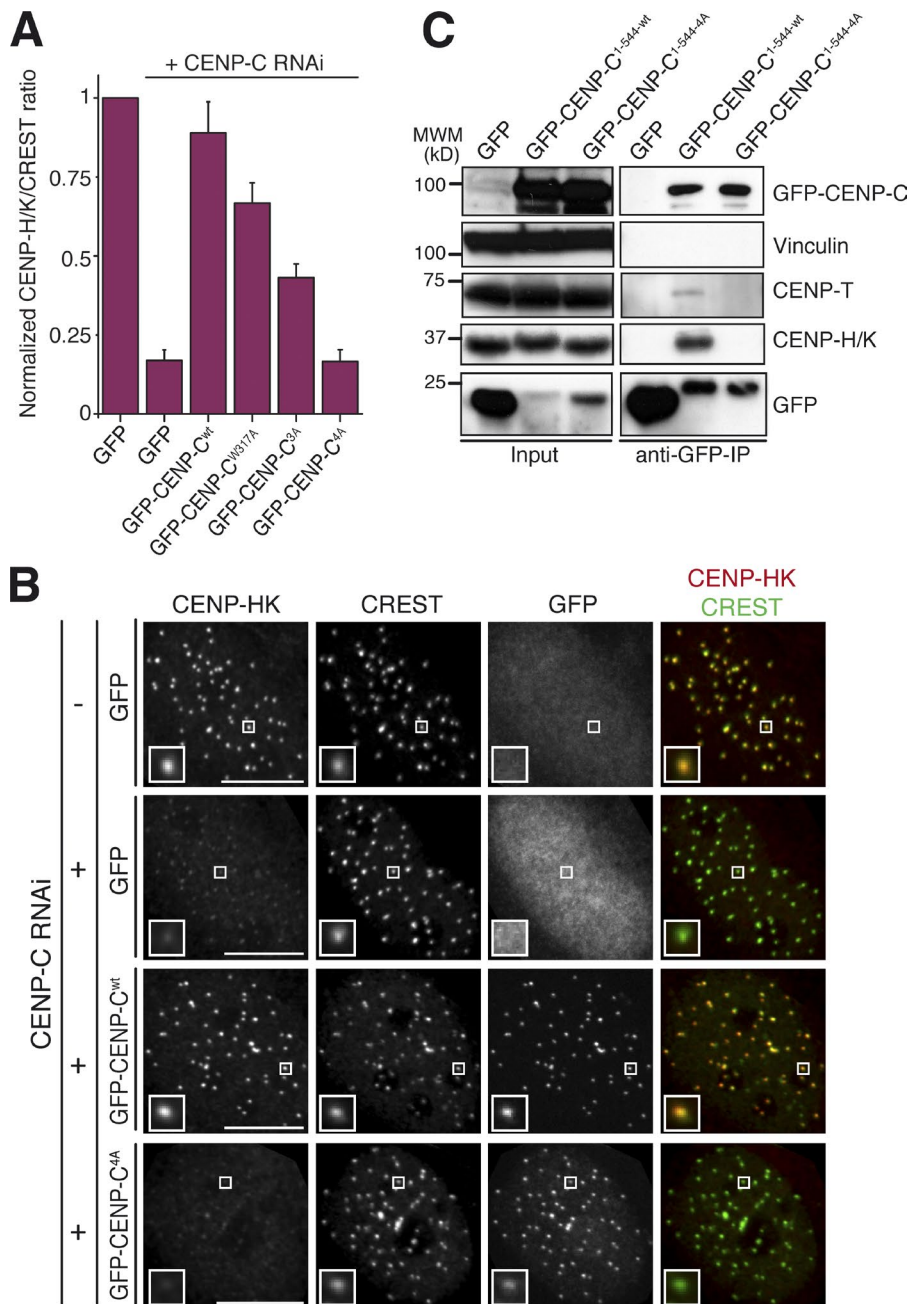 A
+ CENP-C RNAi
Normalized CENP-H/K/CREST ratio
1
0.75
0.5
0.25
0
GFP
GFP
GFP-CENP-Cwt
GFP-CENP-CW317A
GFP-CENP-C3A
GFP-CENP-C4A
C
MWM
(kD)
GFP
GFP-CENP-C1-544-wt
GFP-CENP-C1-544-4A
GFP
GFP-CENP-C1-544-wt
GFP-CENP-C1-544-4A
100
GFP-CENP-C
100
Vinculin
75
CENP-T
37
CENP-H/K
25
GFP
Input
anti-GFP-IP
B
CENP-HK
CREST
GFP
CENP-HK
CREST
CENP-C RNAi
-
GFP
+
GFP
+
GFP-CENP-Cwt
+
GFP-CENP-C4A